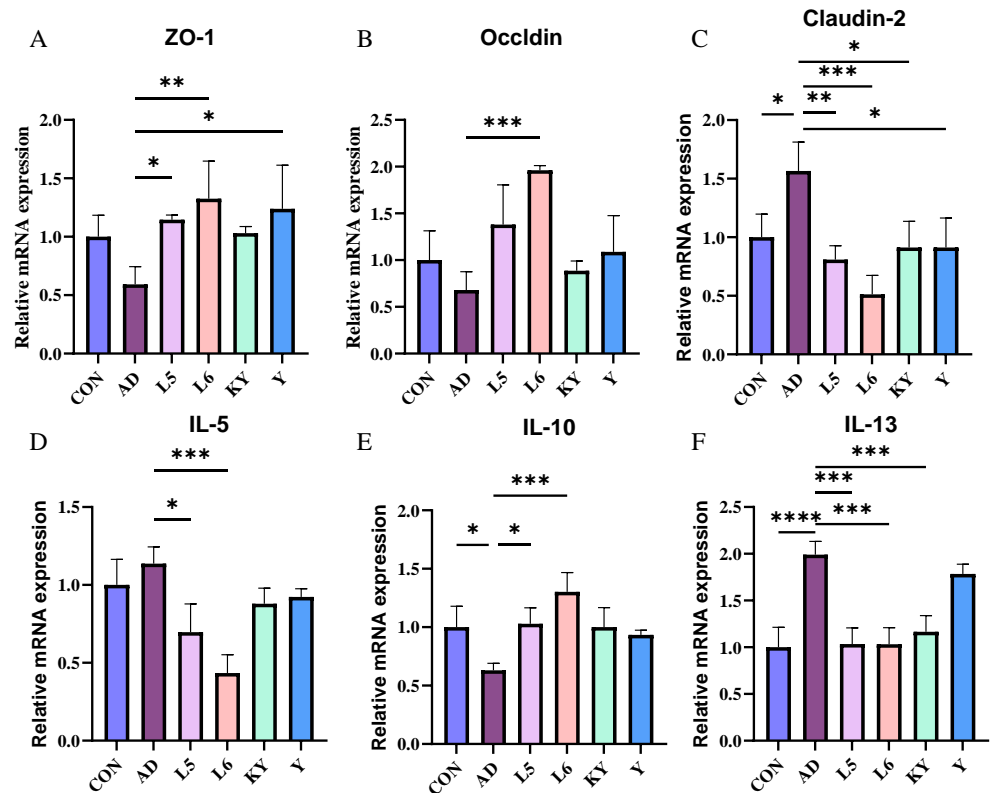 A
ZO-1
Relative mRNA expression
2.0
1.5
1.0
0.5
0.0
**
*
*
CON
AD
L5
L6
KY
Y
B
Occldin
Relative mRNA expression
2.5
2.0
1.5
1.0
0.5
0.0
***
CON
AD
L5
L6
KY
Y
C
Claudin-2
Relative mRNA expression
2.0
1.5
1.0
0.5
0.0
*
***
* **
*
CON
AD
L5
L6
KY
Y
D
IL-5
Relative mRNA expression
1.5
1.0
0.5
0.0
***
*
CON
AD
L5
L6
KY
Y
E
IL-10
Relative mRNA expression
2.0
1.5
1.0
0.5
0.0
***
* *
CON
AD
L5
L6
KY
Y
F
IL-13
Relative mRNA expression
2.5
2.0
1.5
1.0
0.5
0.0
***
***
**** ***
CON
AD
L5
L6
KY
Y